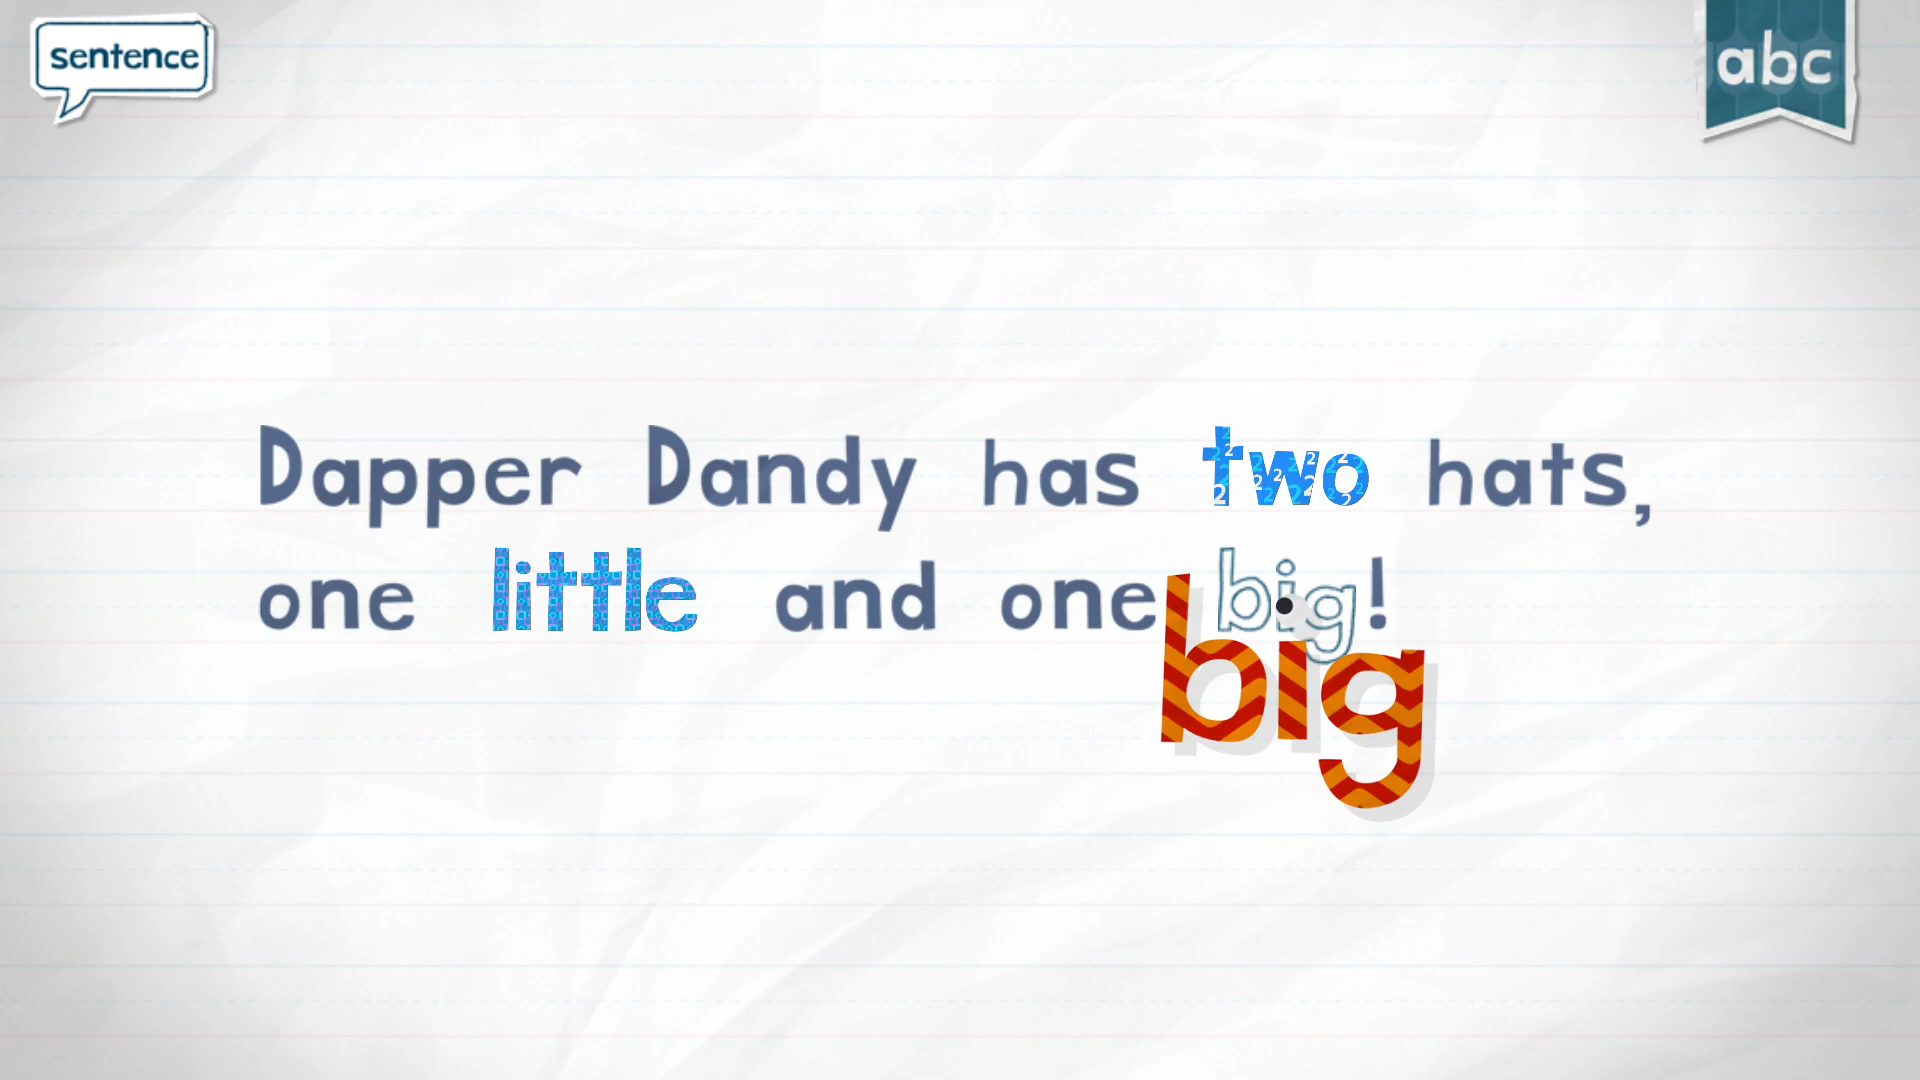 sentence
abc
Dapper Dandy has two hats,
one little and one big!
big